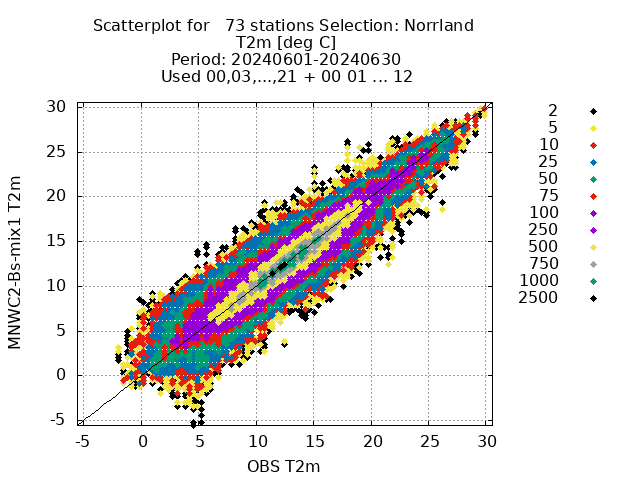 Scatterplot for   73 stations Selection: Norrland
T2m [deg C]
Period: 20240601-20240630
Used 00,03,...,21 + 00 01 ... 12
MNWC2-Bs-mix1 T2m
30
25
20
15
10
5
0
-5
-5 0 5 10 15 20 25 30
OBS T2m
2
5
10
25
50
75
100
250
500
750
1000
2500